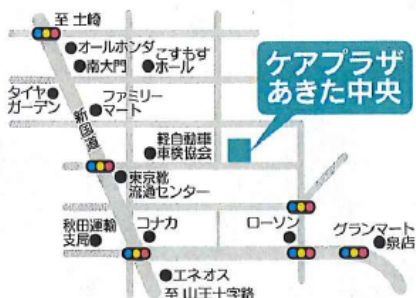 至 土崎
オールホンダ
南大門
こすもす
ホール
ケアプラザ
あきた中央
タイヤ
ガーデン
ファミリー
マート
新国道
軽自動車
車検協会
東京靴
流通センター
秋田運輸
支局
コナカ
ローソン
グランマート
泉店
エネオス
至 山王十字路